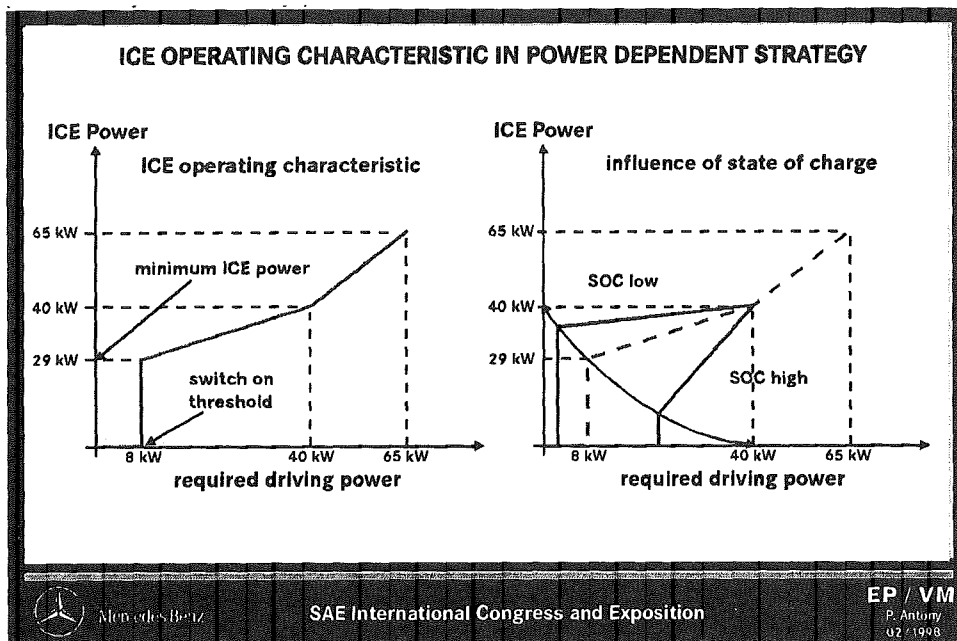 ICE OPERATING CHARACTERISTIC IN POWER DEPENDENT STRATEGY
ICE Power
ICE operating characteristic
65 kW
minimum ICE power
40 kW
29 kW
switch on
threshold
8 kW
40 kW
65 kW
required driving power
ICE Power
influence of state of charge
65 kW
SOC low
40 kW
29 kW
SOC high
8 kW
40 kW
65 kW
required driving power
Mercedes-Benz
SAE International Congress and Exposition
EP / VM
P. Antony
02 / 1998